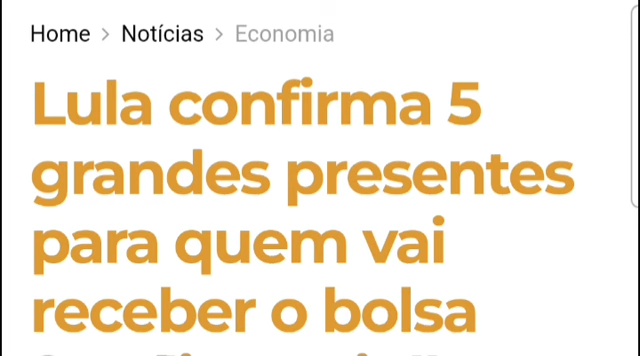 Home > Notícias > Economia
Lula confirma 5
grandes presentes
para quem vai
receber o bolsa